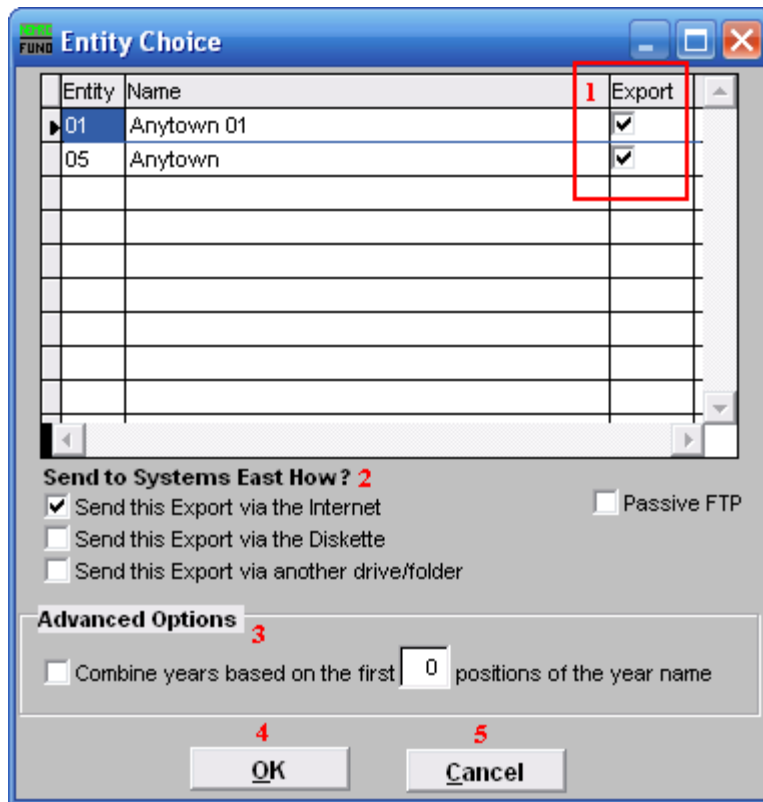 FUND Entity Choice
Entity Name 1 Export
01 Anytown 01
05 Anytown
Send to Systems East How? 2
Send this Export via the Internet Passive FTP
Send this Export via the Diskette
Send this Export via another drive/folder
Advanced Options
3
Combine years based on the first 0 positions of the year name
4 5
OK Cancel